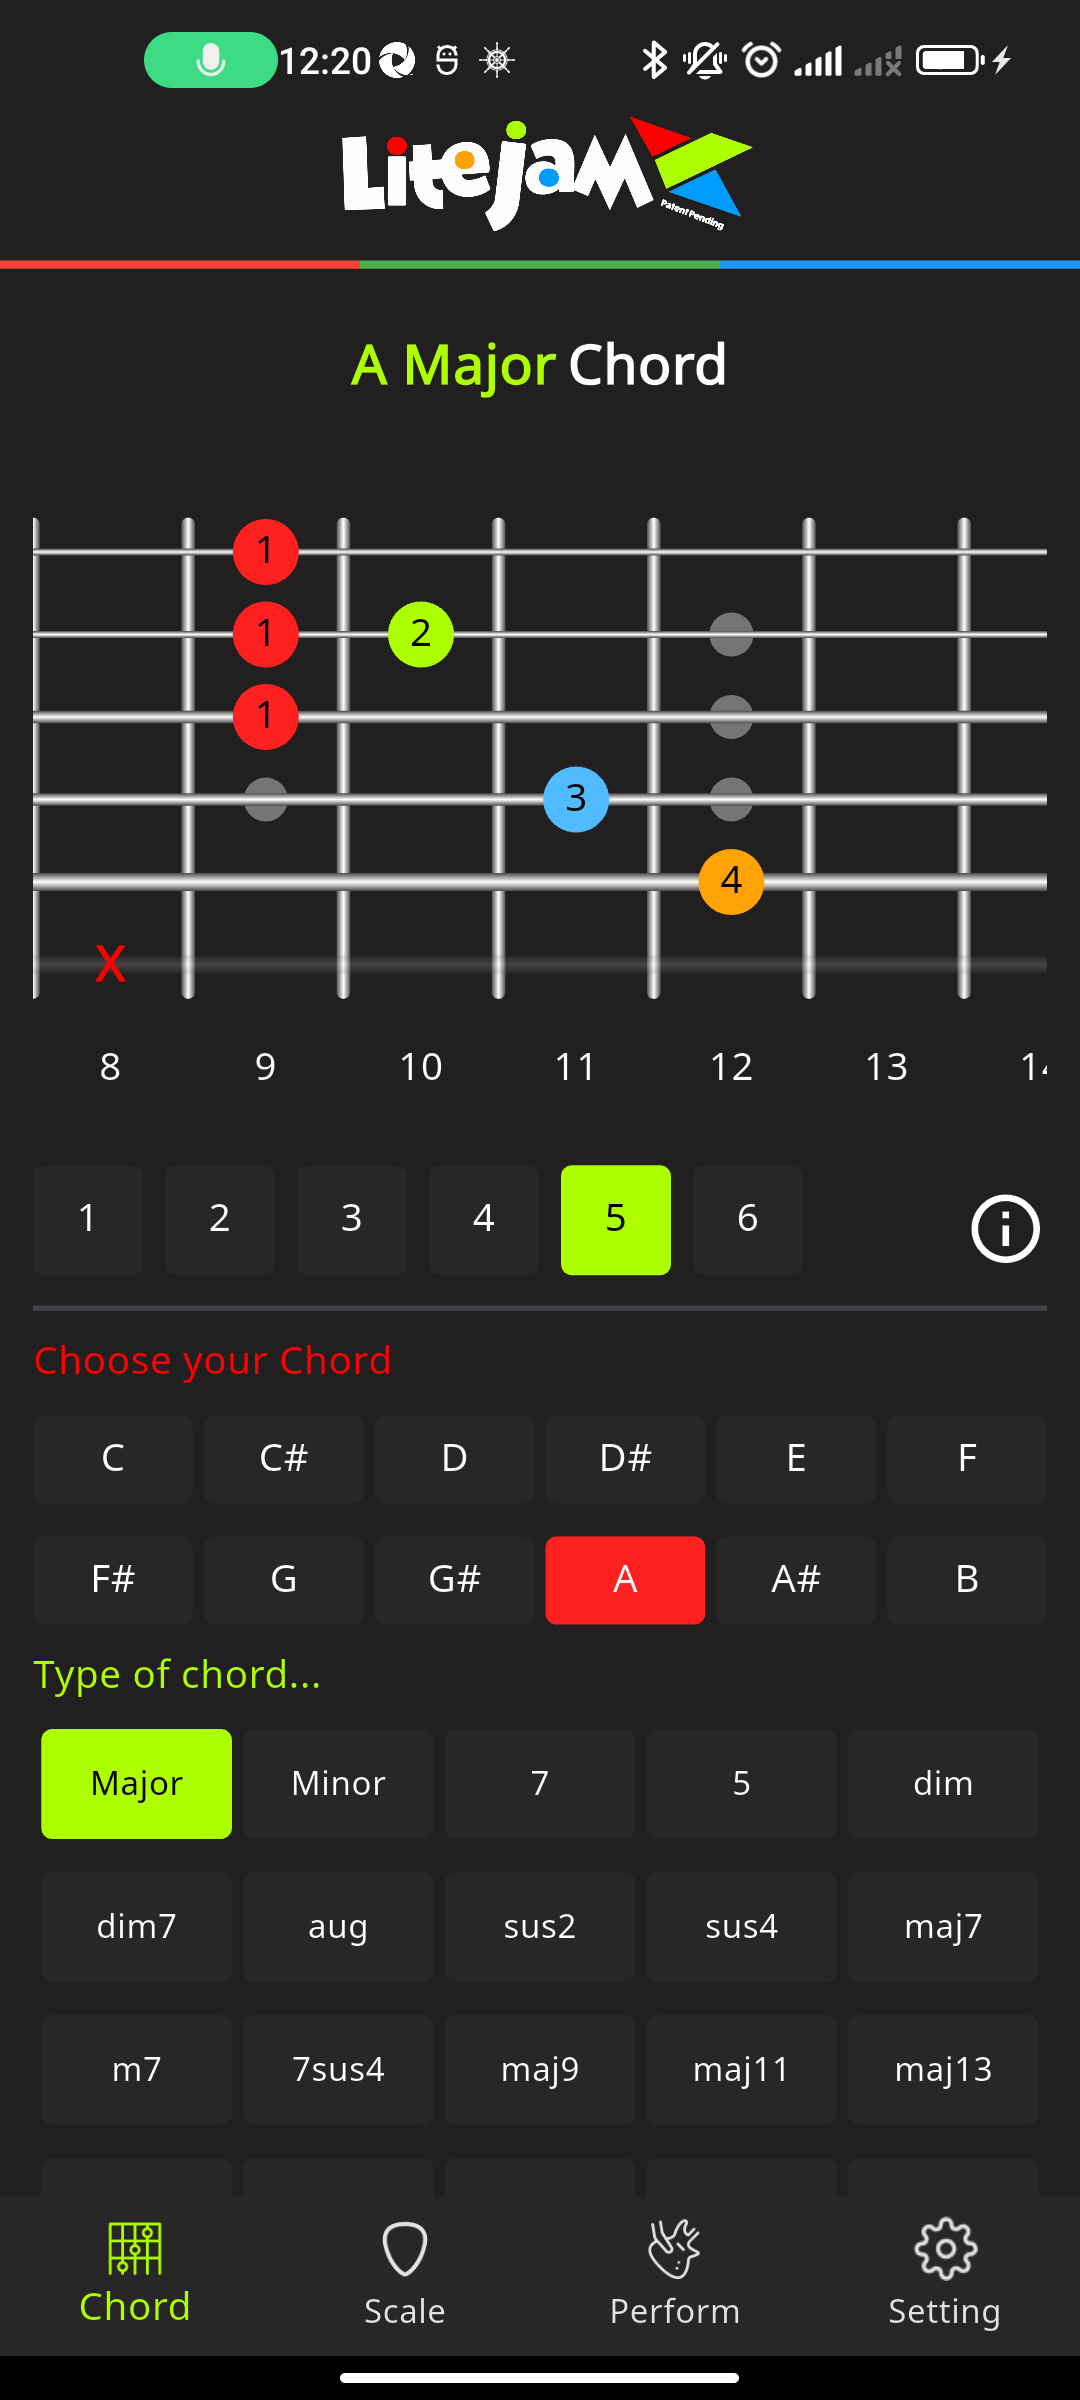 12:20
Litejam
Patent Pending
A Major Chord
1
1 2
1
3
4
X
8 9 10 11 12 13 14
1 2 3 4 5 6
Choose your Chord
C C# D D# E F
F# G G# A A# B
Type of chord...
Major Minor 7 5 dim
dim7 aug sus2 sus4 maj7
m7 7sus4 maj9 maj11 maj13
Chord Scale Perform Setting